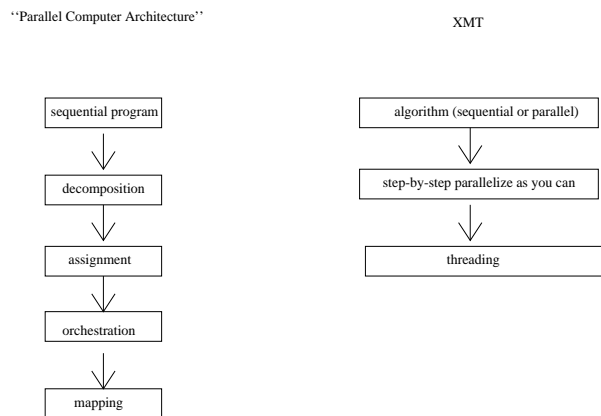 ‘‘Parallel Computer Architecture’’
sequential program
decomposition
assignment
orchestration
mapping
XMT
algorithm (sequential or parallel)
step-by-step parallelize as you can
threading